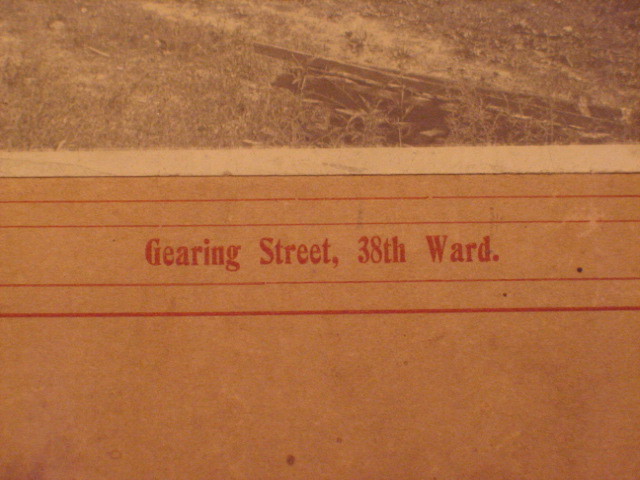 Gearing Street, 38th Ward.